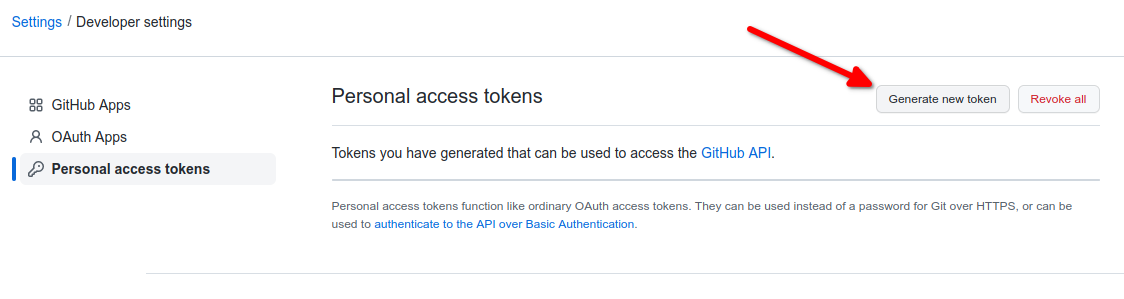 Settings / Developer settings
GitHub Apps
OAuth Apps
Personal access tokens
Personal access tokens
Generate new token
Revoke all
Tokens you have generated that can be used to access the GitHub API.
Personal access tokens function like ordinary OAuth access tokens. They can be used instead of a password for Git over HTTPS, or can be
used to authenticate to the API over Basic Authentication.